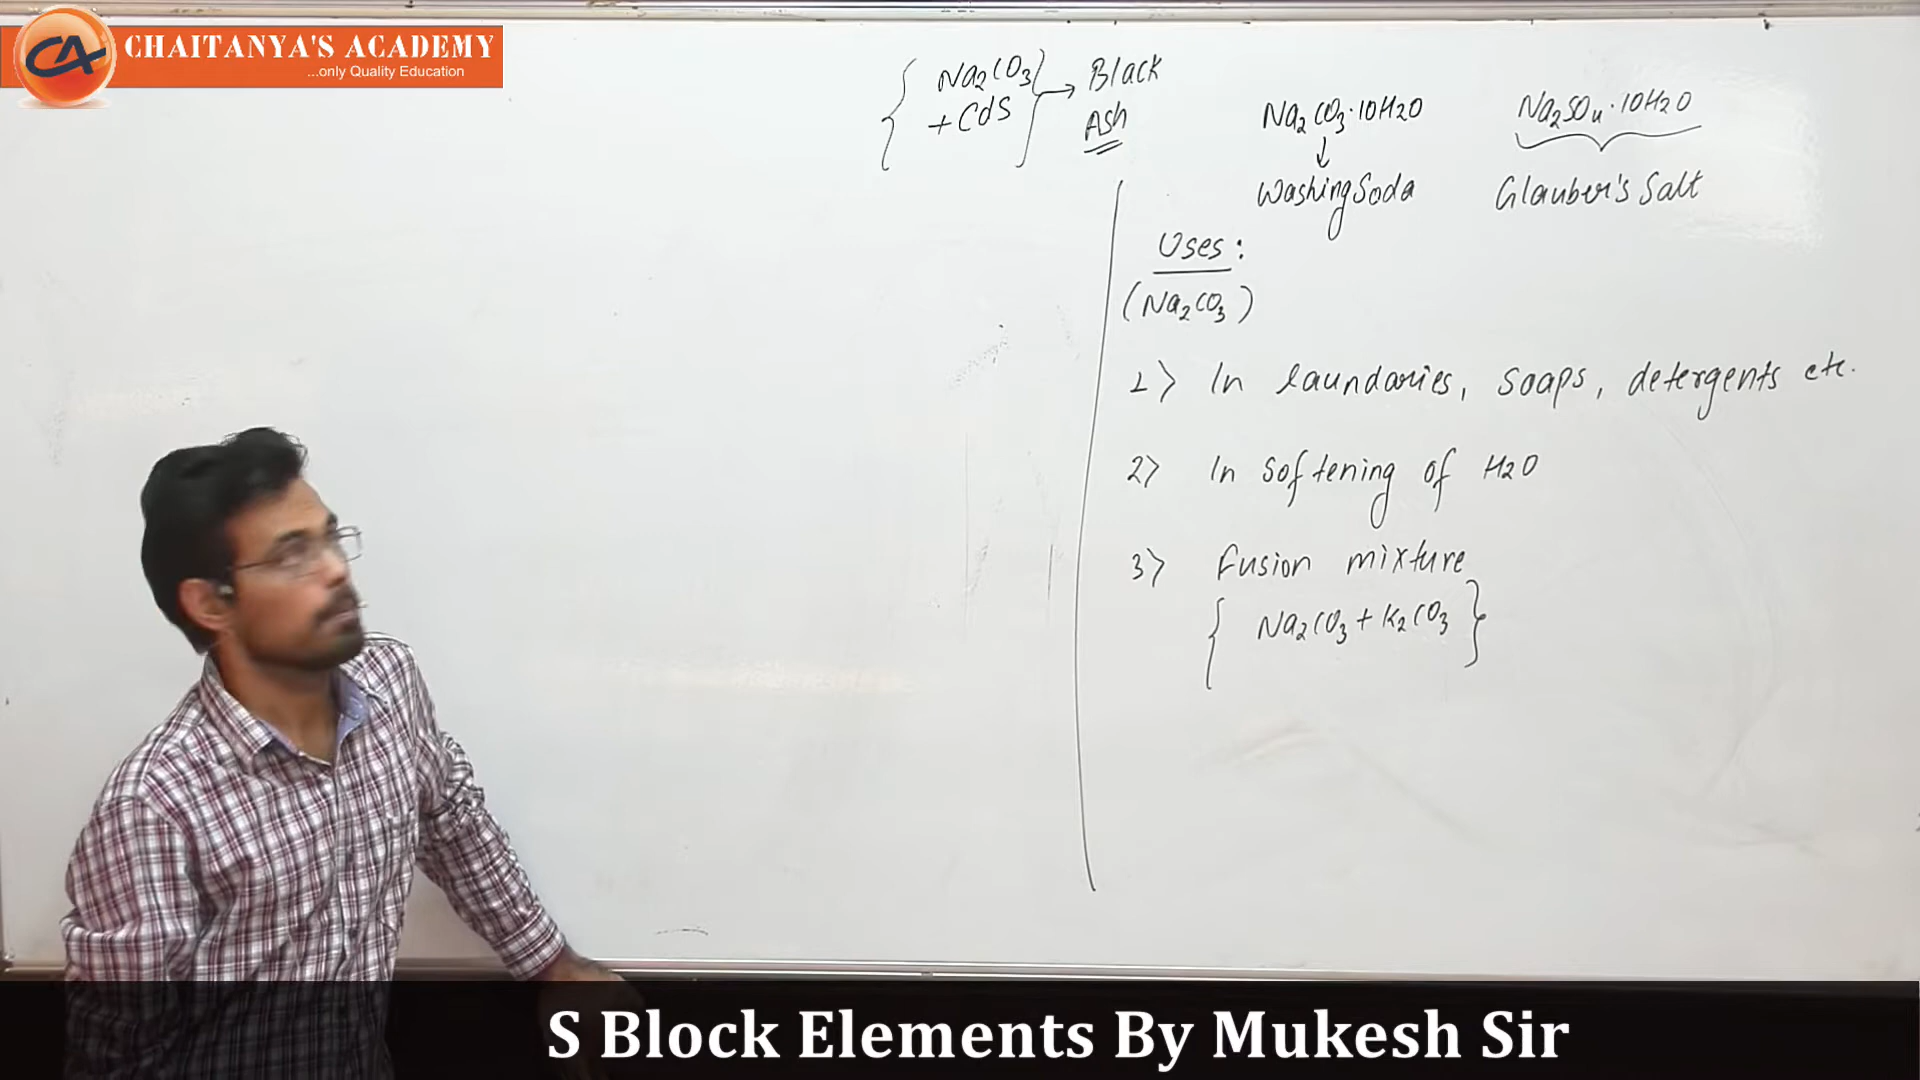 CHAITANYA'S ACADEMY
...only Quality Education
Na2CO3 → Black
+ CdS Ash
Na2CO3·10H2O
↓
Washing Soda
Na2SO4·10H2O
Glauber's Salt
Uses:
(Na2CO3)
1> In laundaries, soaps, detergents etc.
2> In Softening of H2O
3> Fusion mixture
{ Na2CO3 + K2CO3 }
S Block Elements By Mukesh Sir